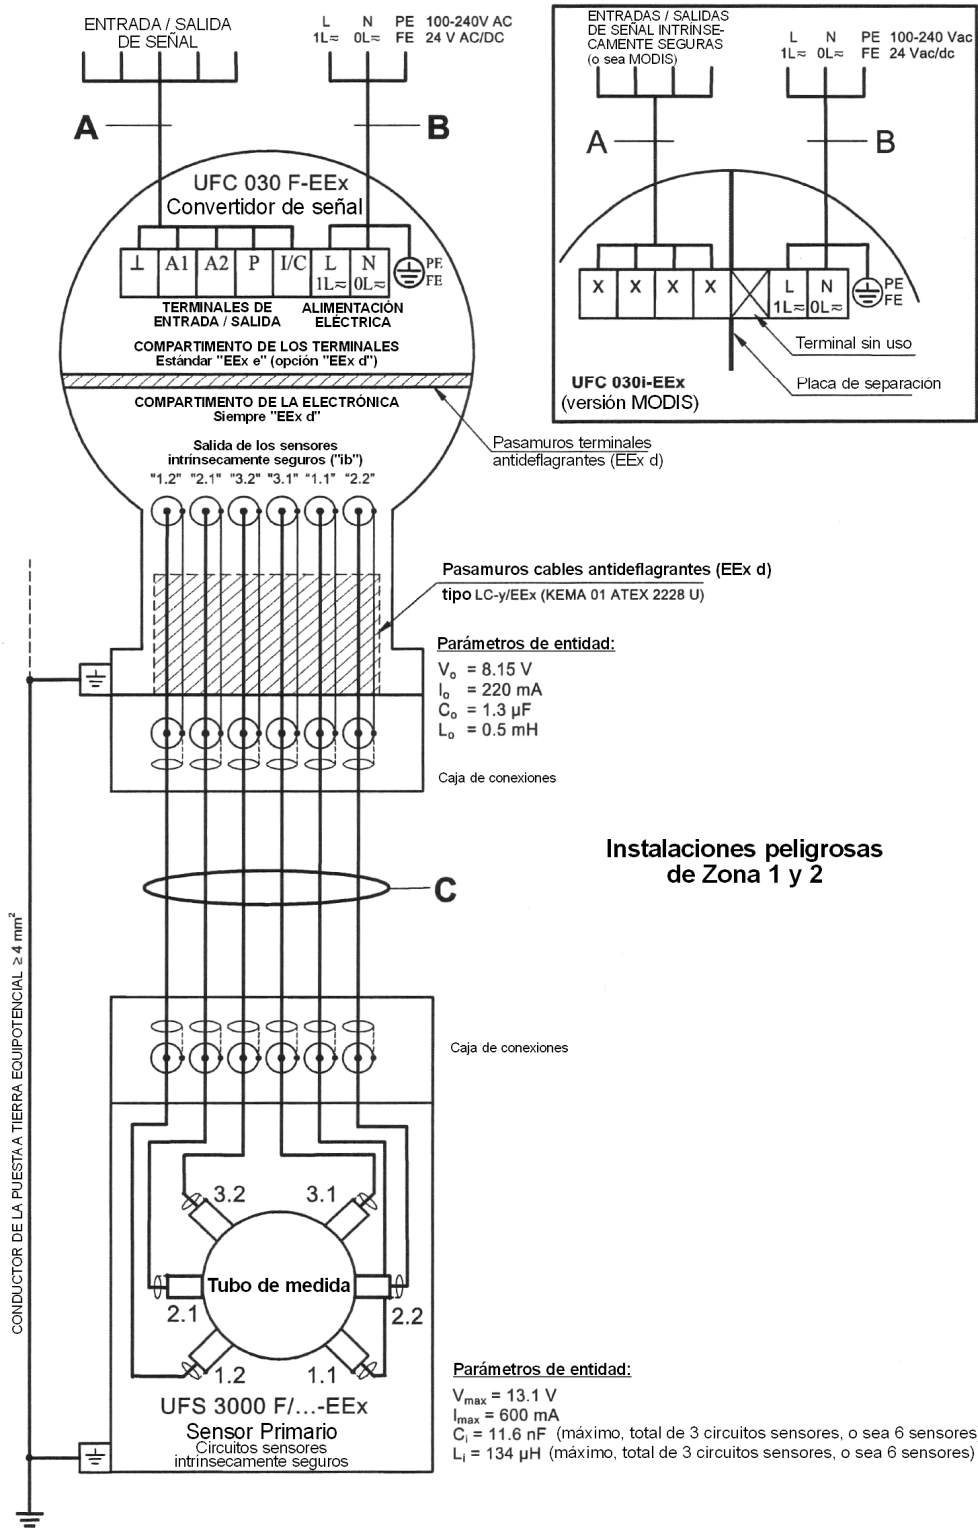 ENTRADA / SALIDA
DE SEÑAL
L N PE 100-240V AC
1L≂ 0L≂ FE 24 V AC/DC
A
B
UFC 030 F-EEx
Convertidor de señal
⊥ A1 A2 P I/C L N PE
1L≂ 0L≂ FE
TERMINALES DE
ENTRADA / SALIDA
ALIMENTACIÓN
ELÉCTRICA
COMPARTIMENTO DE LOS TERMINALES
Estándar "EEx e" (opción "EEx d")
COMPARTIMENTO DE LA ELECTRÓNICA
Siempre "EEx d"
Salida de los sensores
intrínsecamente seguros ("ib")
"1.2" "2.1" "3.2" "3.1" "1.1" "2.2"
ENTRADAS / SALIDAS
DE SEÑAL INTRÍNSE-
CAMENTE SEGURAS
(o sea MODIS)
L N PE 100-240 Vac
1L≂ 0L≂ FE 24 Vac/dc
A
B
X X X X L N PE
1L≂ 0L≂ FE
Terminal sin uso
Placa de separación
UFC 030i-EEx
(versión MODIS)
Pasamuros terminales
antideflagrantes (EEx d)
Pasamuros cables antideflagrantes (EEx d)
tipo LC-y/EEx (KEMA 01 ATEX 2228 U)
Parámetros de entidad:
Vo = 8.15 V
Io = 220 mA
Co = 1.3 µF
Lo = 0.5 mH
Caja de conexiones
Instalaciones peligrosas
de Zona 1 y 2
C
CONDUCTOR DE LA PUESTA A TIERRA EQUIPOTENCIAL ≥ 4 mm²
Caja de conexiones
3.2 3.1
Tubo de medida
2.1 2.2
1.2 1.1
UFS 3000 F/...-EEx
Sensor Primario
Circuitos sensores
intrinsecamente seguros
Parámetros de entidad:
Vmax = 13.1 V
Imax = 600 mA
Ci = 11.6 nF (máximo, total de 3 circuitos sensores, o sea 6 sensores
Li = 134 µH (máximo, total de 3 circuitos sensores, o sea 6 sensores)